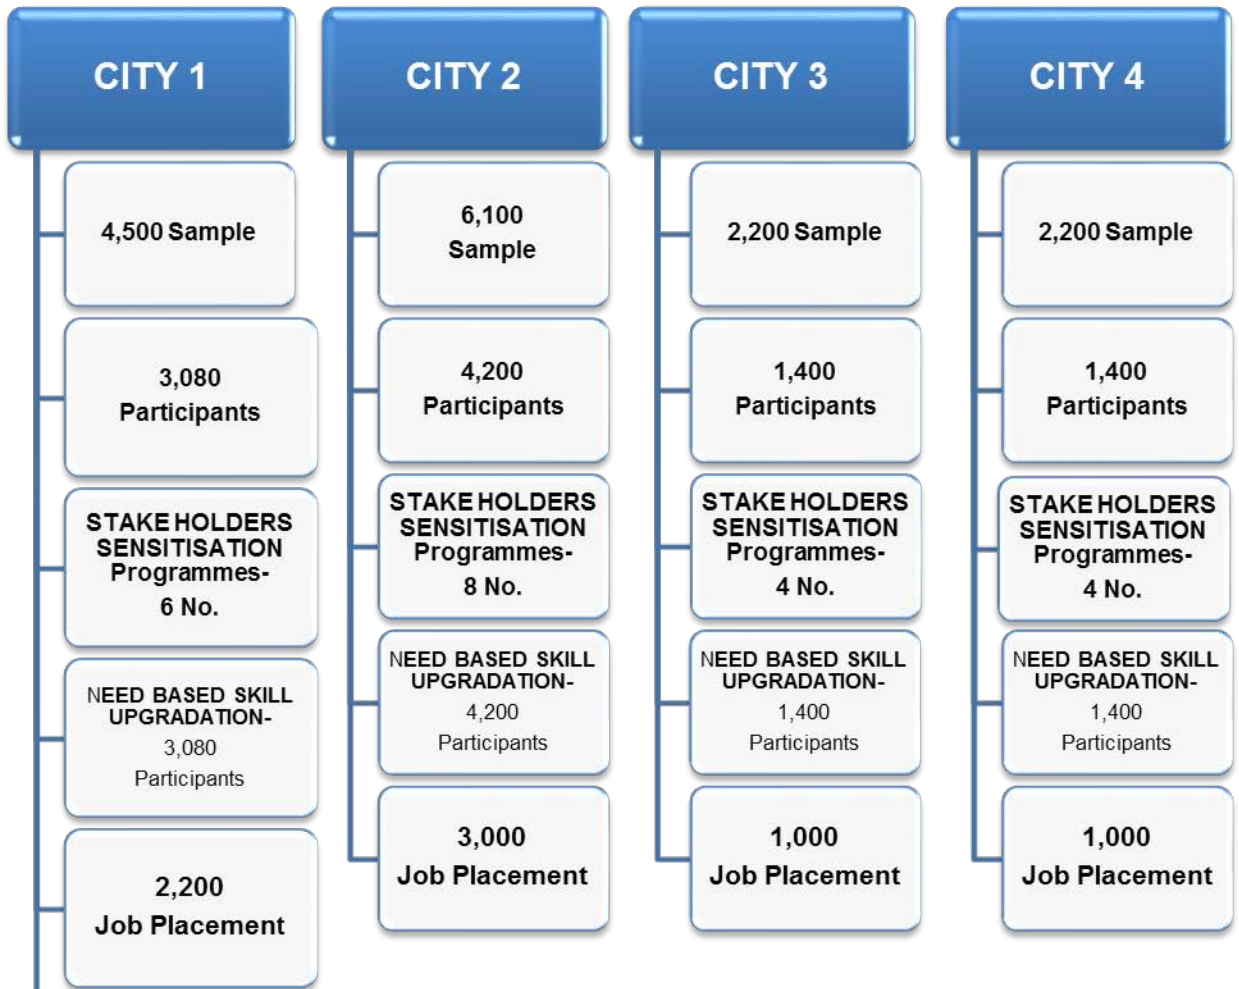 CITY 1
4,500 Sample
3,080
Participants
STAKE HOLDERS
SENSITISATION
Programmes-
6 No.
NEED BASED SKILL
UPGRADATION-
3,080
Participants
2,200
Job Placement
CITY 2
6,100
Sample
4,200
Participants
STAKE HOLDERS
SENSITISATION
Programmes-
8 No.
NEED BASED SKILL
UPGRADATION-
4,200
Participants
3,000
Job Placement
CITY 3
2,200 Sample
1,400
Participants
STAKE HOLDERS
SENSITISATION
Programmes-
4 No.
NEED BASED SKILL
UPGRADATION-
1,400
Participants
1,000
Job Placement
CITY 4
2,200 Sample
1,400
Participants
STAKE HOLDERS
SENSITISATION
Programmes-
4 No.
NEED BASED SKILL
UPGRADATION-
1,400
Participants
1,000
Job Placement